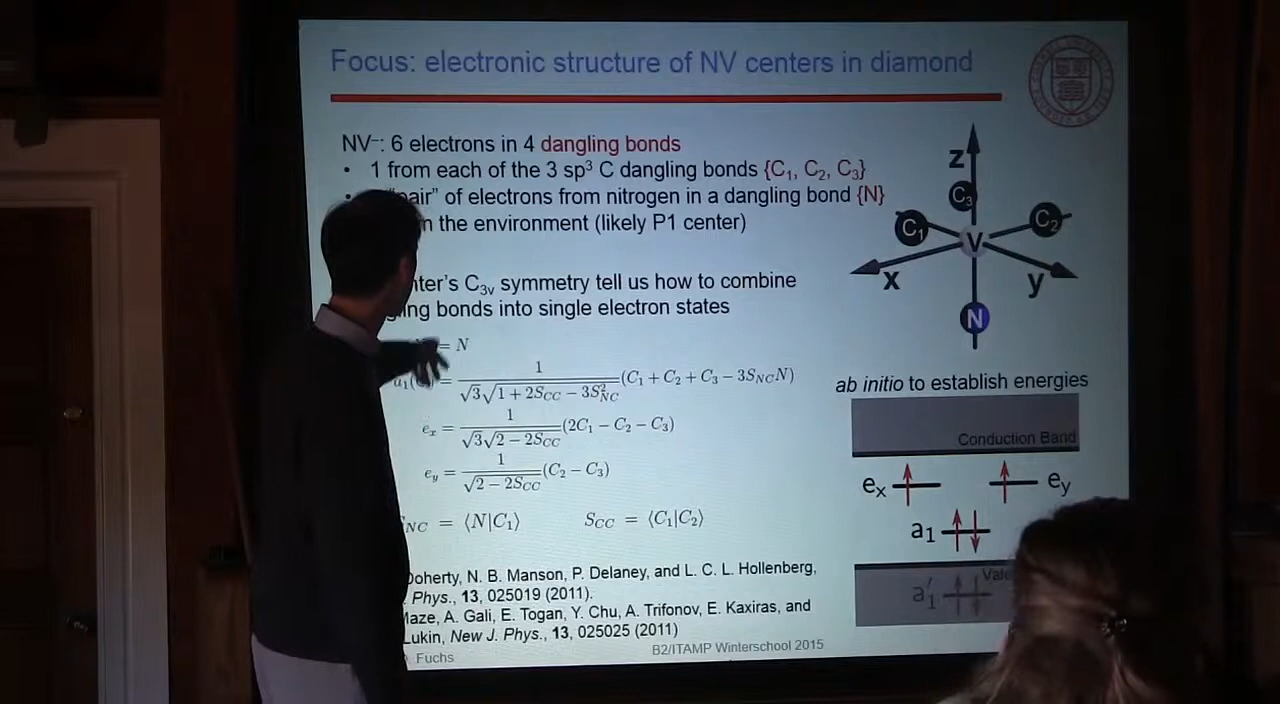 Focus: electronic structure of NV centers in diamond
NV⁻: 6 electrons in 4 dangling bonds
• 1 from each of the 3 sp³ C dangling bonds {C₁, C₂, C₃}
of electrons from nitrogen in a dangling bond {N}
the environment (likely P1 center)
C₃ᵥ symmetry tell us how to combine
bonds into single electron states
= N
= 1/(√3√(1 + 2S_CC − 3S²_NC)) (C₁ + C₂ + C₃ − 3S_NC N)
eₓ = 1/(√3√(2 − 2S_CC)) (2C₁ − C₂ − C₃)
e_y = 1/√(2 − 2S_CC) (C₂ − C₃)
= ⟨N|C₁⟩ S_CC = ⟨C₁|C₂⟩
Doherty, N. B. Manson, P. Delaney, and L. C. L. Hollenberg,
Phys., 13, 025019 (2011).
Maze, A. Gali, E. Togan, Y. Chu, A. Trifonov, E. Kaxiras, and
Lukin, New J. Phys., 13, 025025 (2011)
Fuchs
B2/ITAMP Winterschool 2015
z
C₃
C₁
C₂
V
x
y
N
ab initio to establish energies
Conduction Band
eₓ
e_y
a₁
a₁′